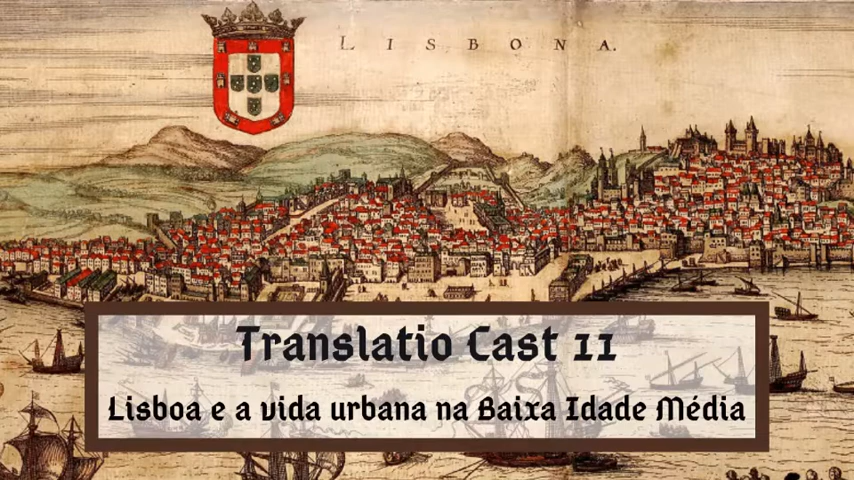 LISBONA.
Translatio Cast 11
Lisboa e a vida urbana na Baixa Idade Média